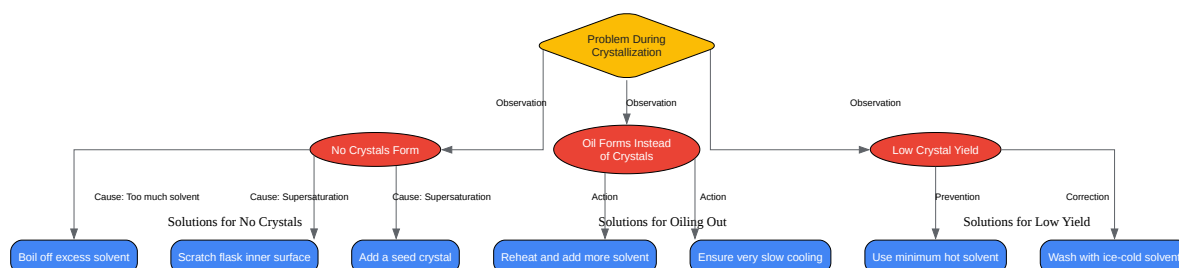 Problem During
Crystallization
Observation
Observation
Observation
No Crystals Form
Oil Forms Instead
of Crystals
Low Crystal Yield
Cause: Too much solvent
Cause: Supersaturation
Cause: Supersaturation
Action
Action
Prevention
Correction
Solutions for No Crystals
Solutions for Oiling Out
Solutions for Low Yield
Boil off excess solvent
Scratch flask inner surface
Add a seed crystal
Reheat and add more solvent
Ensure very slow cooling
Use minimum hot solvent
Wash with ice-cold solvent